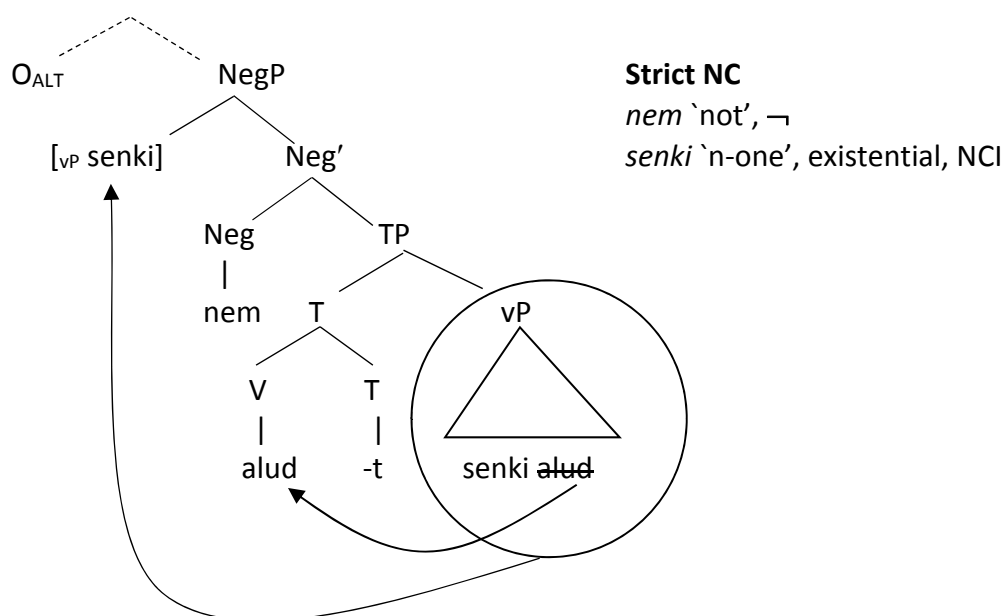 O_ALT NegP
[vP senki] Neg′
Neg TP
|
nem T vP
V T
| |
alud -t senki ~~alud~~
Strict NC
nem `not’, ¬
senki `n-one’, existential, NCI